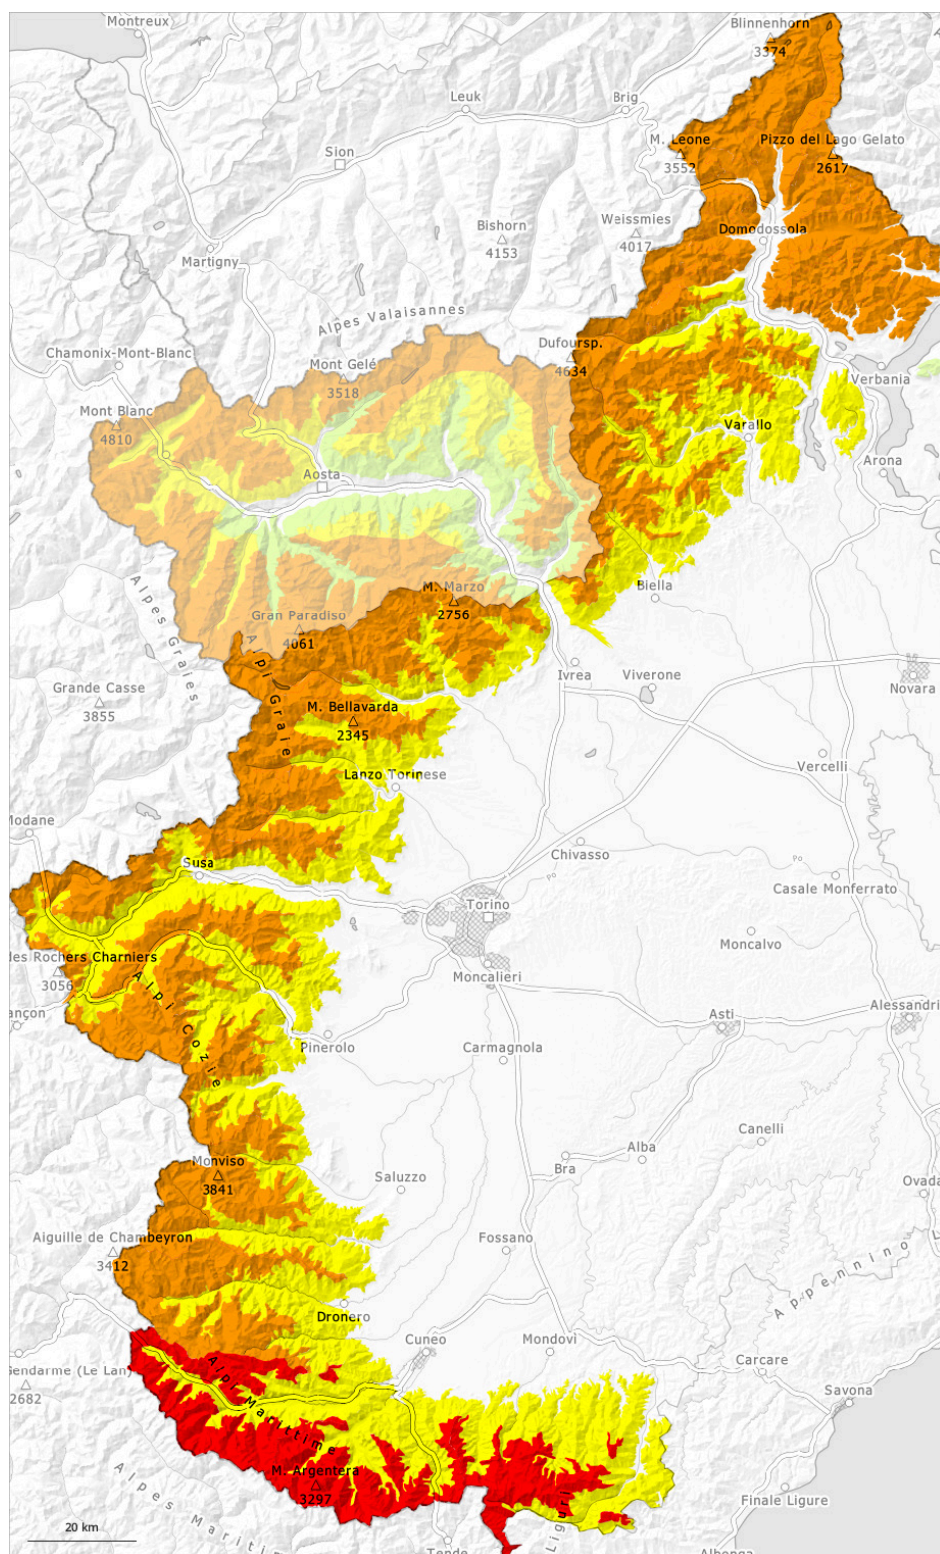 Montreux
Blinnenhorn
3374
Leuk
Brig
M. Leone
3552
Pizzo del Lago Gelato
2617
Sion
Bishorn
4153
Weissmies
4017
Domodossola
Martigny
Alpes Valaisannes
Chamonix-Mont-Blanc
Mont Gelé
3518
Dufoursp.
4634
Verbania
Mont Blanc
4810
Varallo
Aosta
Arona
Alpes Graies
M. Marzo
2756
Biella
Gran Paradiso
4061
Alpi Graie
Ivrea
Viverone
Novara
Grande Casse
3855
M. Bellavarda
2345
Vercelli
Lanzo Torinese
Modane
Chivasso
Po
Po
Susa
Casale Monferrato
Torino
Moncalvo
des Rochers Charniers
3056
Moncalieri
Alpi Cozie
ançon
Asti
Alessandri
Pinerolo
Carmagnola
Canelli
Alba
Bra
Monviso
3841
Saluzzo
Ovada
Aiguille de Chambeyron
3412
Fossano
Appennino L
Dronero
Cuneo
Mondovì
Gendarme (Le Lan
2682
Carcare
Savona
Alpi Marittime
M. Argentera
3297
Alpes Mariti
Finale Ligure
20 km
Tende
Liguri
Albenga